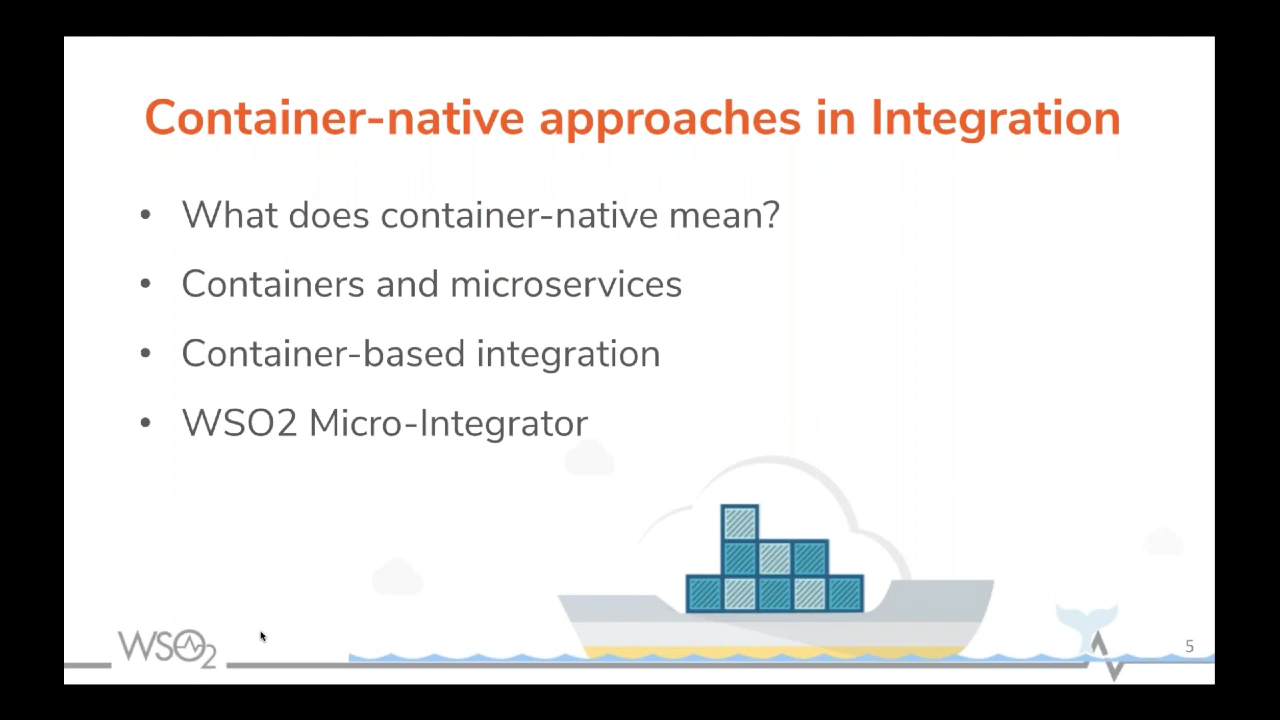 Container-native approaches in Integration
• What does container-native mean?
• Containers and microservices
• Container-based integration
• WSO2 Micro-Integrator
WSO2
5